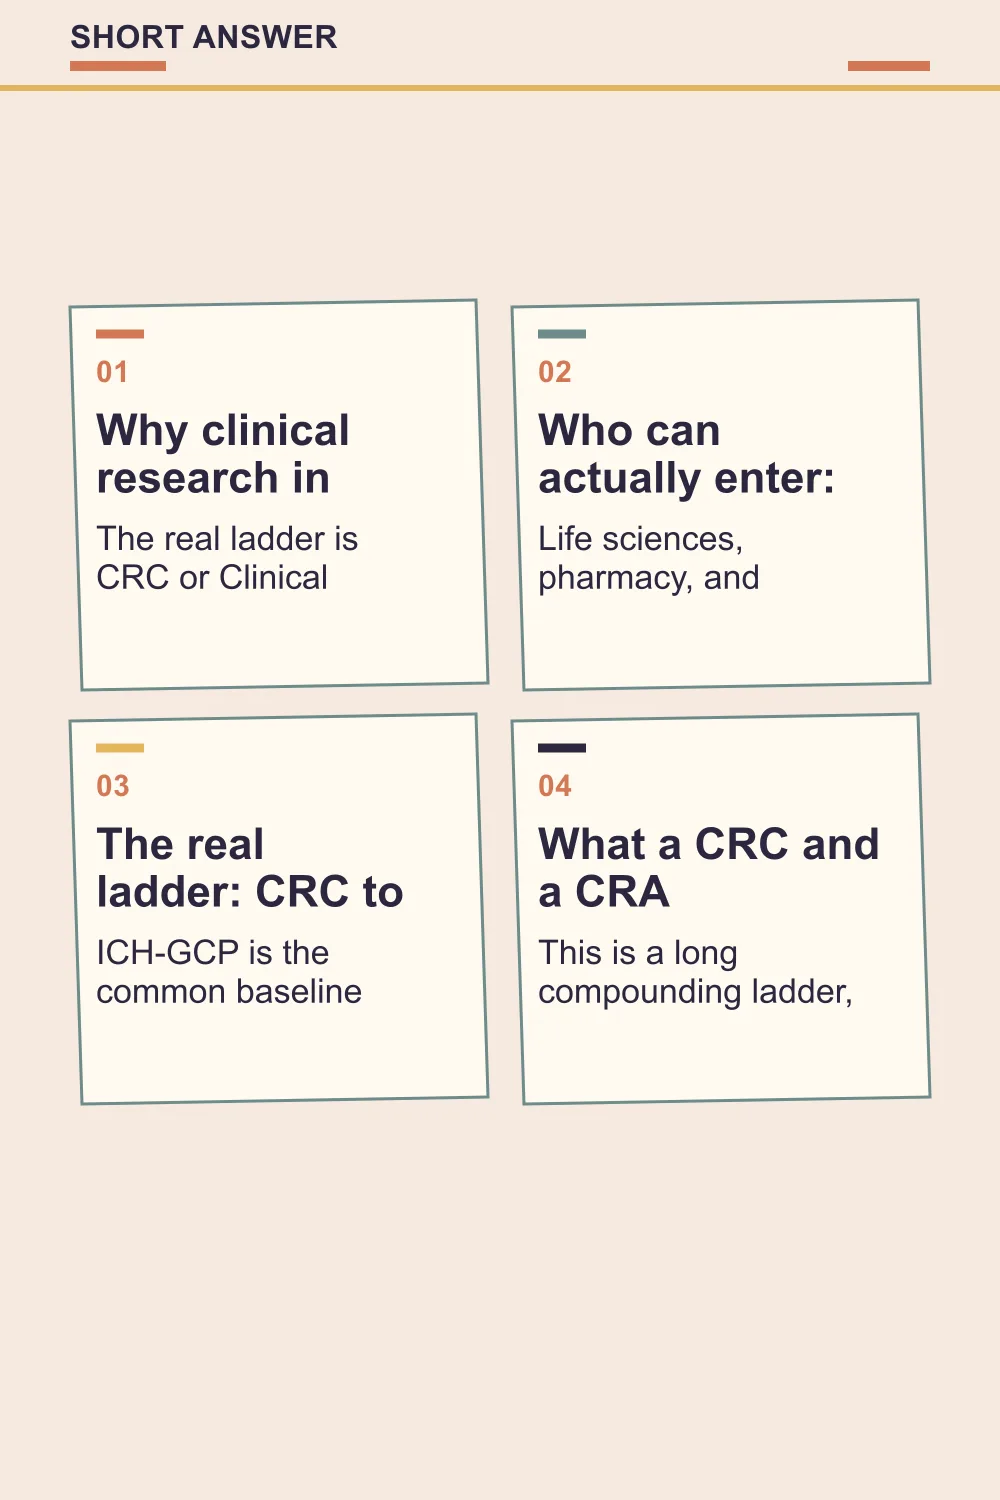 SHORT ANSWER
01
Why clinical
research in
The real ladder is
CRC or Clinical
02
Who can
actually enter:
Life sciences,
pharmacy, and
03
The real
ladder: CRC to
ICH-GCP is the
common baseline
04
What a CRC and
a CRA
This is a long
compounding ladder,